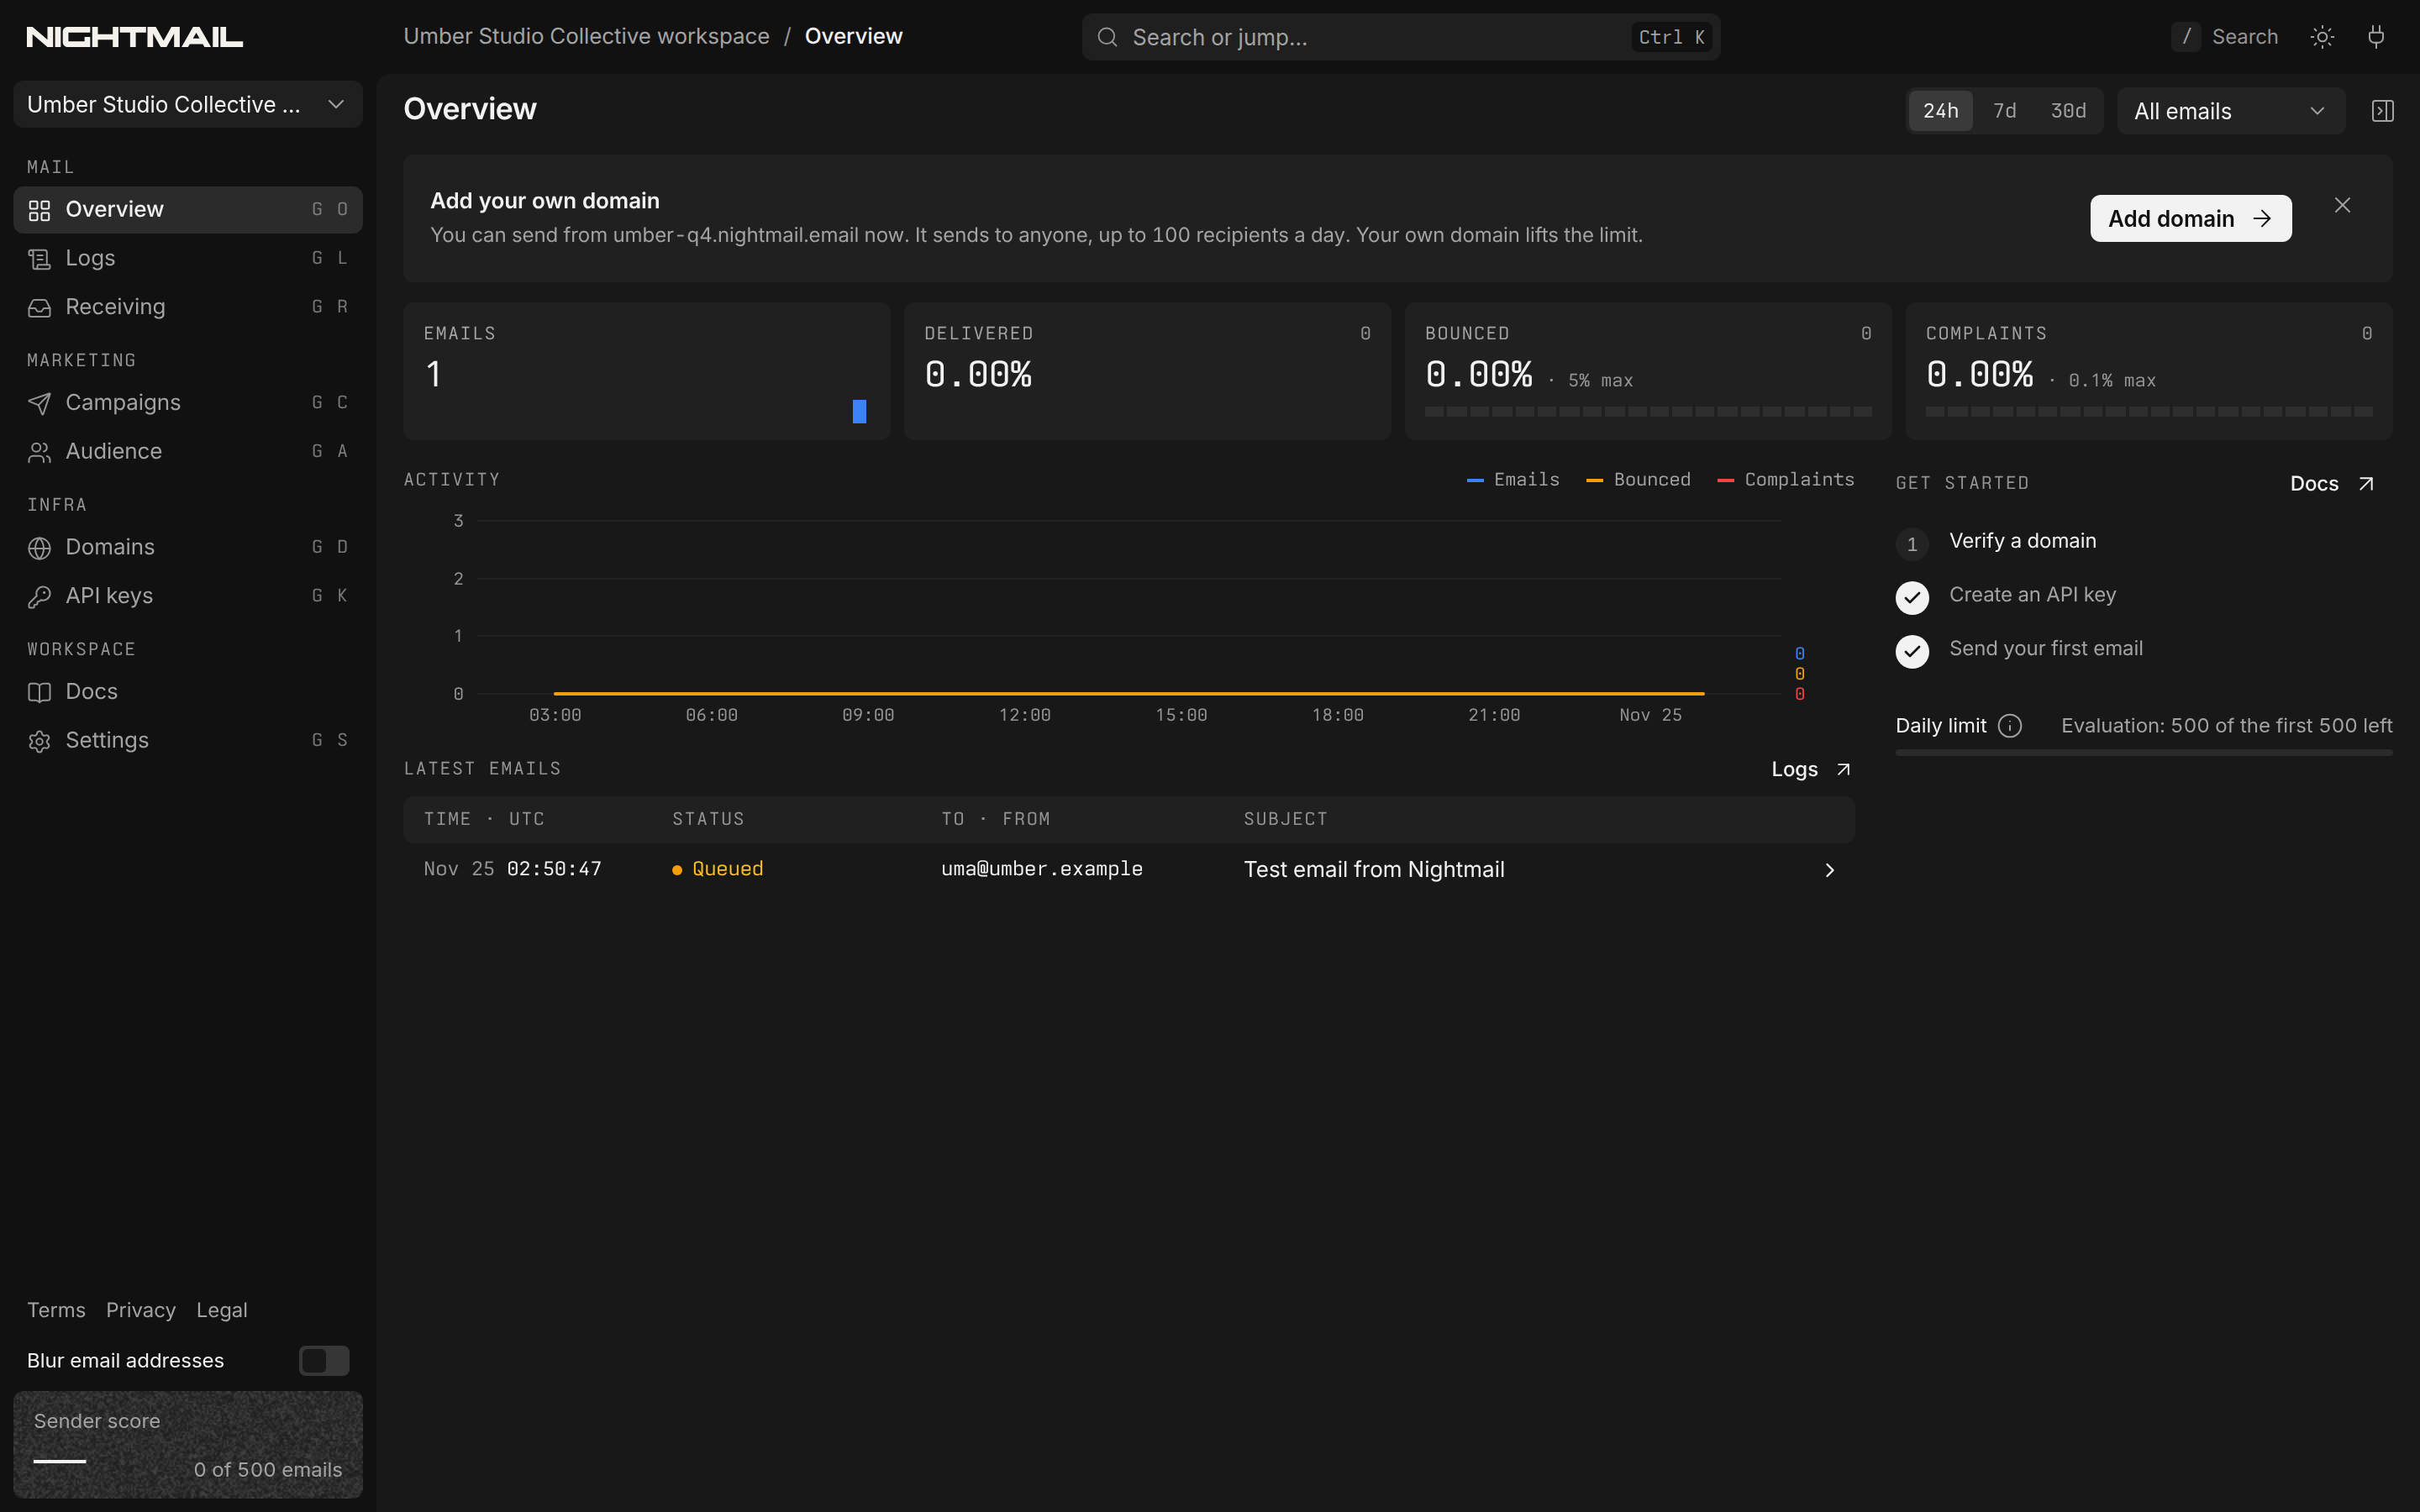 NIGHTMAIL
Umber Studio Collective workspace / Overview
Search or jump...
Ctrl K
/ Search
Umber Studio Collective ...
MAIL
Overview G O
Logs G L
Receiving G R
MARKETING
Campaigns G C
Audience G A
INFRA
Domains G D
API keys G K
WORKSPACE
Docs
Settings G S
Terms Privacy Legal
Blur email addresses
Sender score
0 of 500 emails
Overview
24h 7d 30d
All emails
Add your own domain
You can send from umber-q4.nightmail.email now. It sends to anyone, up to 100 recipients a day. Your own domain lifts the limit.
Add domain
EMAILS
1
DELIVERED 0
0.00%
BOUNCED 0
0.00% · 5% max
COMPLAINTS 0
0.00% · 0.1% max
ACTIVITY
Emails Bounced Complaints
3
2
1
0
0
0
0
03:00 06:00 09:00 12:00 15:00 18:00 21:00 Nov 25
LATEST EMAILS
Logs
TIME · UTC STATUS TO · FROM SUBJECT
Nov 25 02:50:47 Queued uma@umber.example Test email from Nightmail
GET STARTED
Docs
1 Verify a domain
Create an API key
Send your first email
Daily limit Evaluation: 500 of the first 500 left